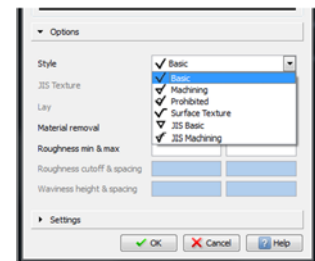 Options
Style
Basic
Basic
Machining
Prohibited
Surface Texture
JIS Basic
JIS Machining
JIS Texture
Lay
Material removal
Roughness min & max
Roughness cutoff & spacing
Waviness height & spacing
Settings
OK Cancel Help